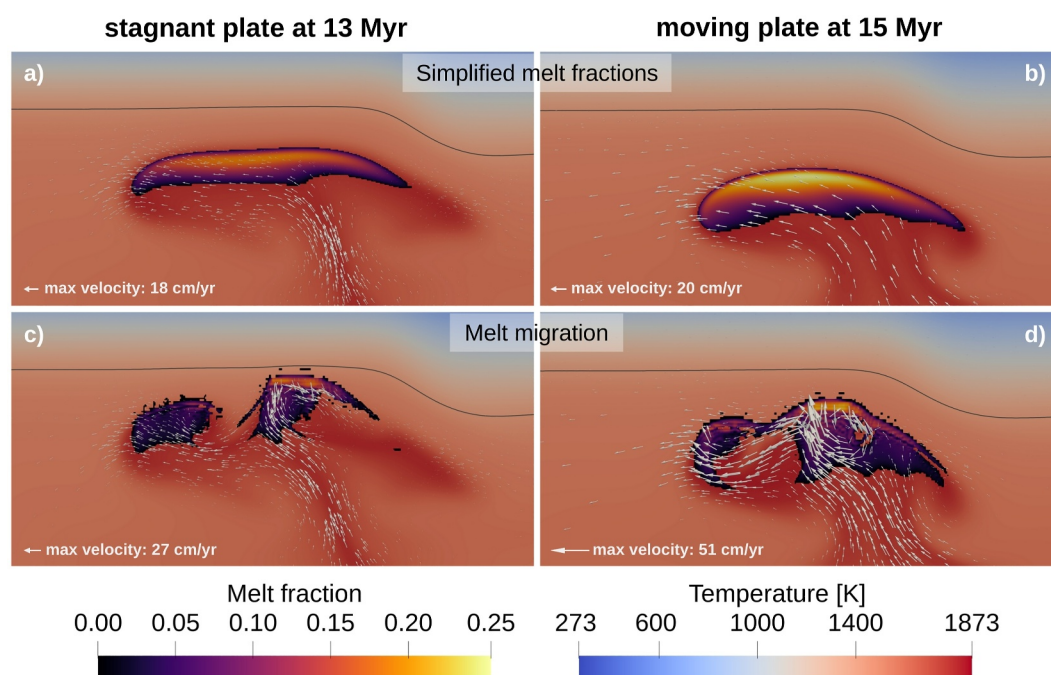 stagnant plate at 13 Myr
moving plate at 15 Myr
a)
Simplified melt fractions
b)
max velocity: 18 cm/yr
max velocity: 20 cm/yr
c)
Melt migration
d)
max velocity: 27 cm/yr
max velocity: 51 cm/yr
Melt fraction
Temperature [K]
0.00 0.05 0.10 0.15 0.20 0.25
273 600 1000 1400 1873